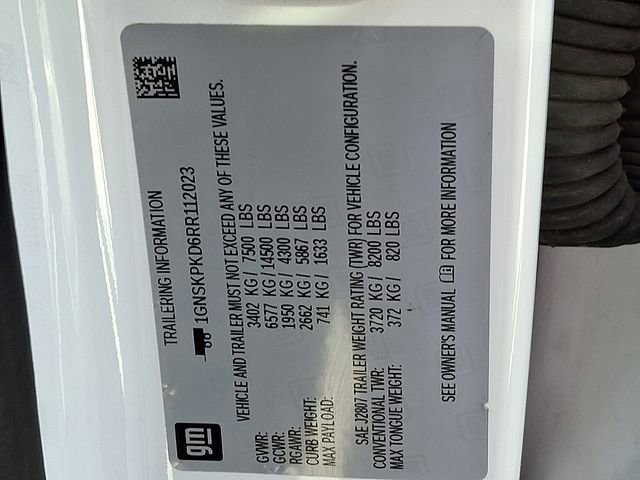 gm
TRAILERING INFORMATION
1GNSKPKD6RR112023
VEHICLE AND TRAILER MUST NOT EXCEED ANY OF THESE VALUES.
GVWR: 3402 KG/ 7500 LBS
GCWR: 6577 KG/14500 LBS
RGAWR: 1950 KG/ 4300 LBS
CURB WEIGHT: 2662 KG/ 5867 LBS
MAX PAYLOAD: 741 KG/ 1633 LBS
SAE J2807 TRAILER WEIGHT RATING (TWR) FOR VEHICLE CONFIGURATION.
CONVENTIONAL TWR: 3720 KG/ 8200 LBS
MAX TONGUE WEIGHT: 372 KG/ 820 LBS
SEE OWNER'S MANUAL FOR MORE INFORMATION